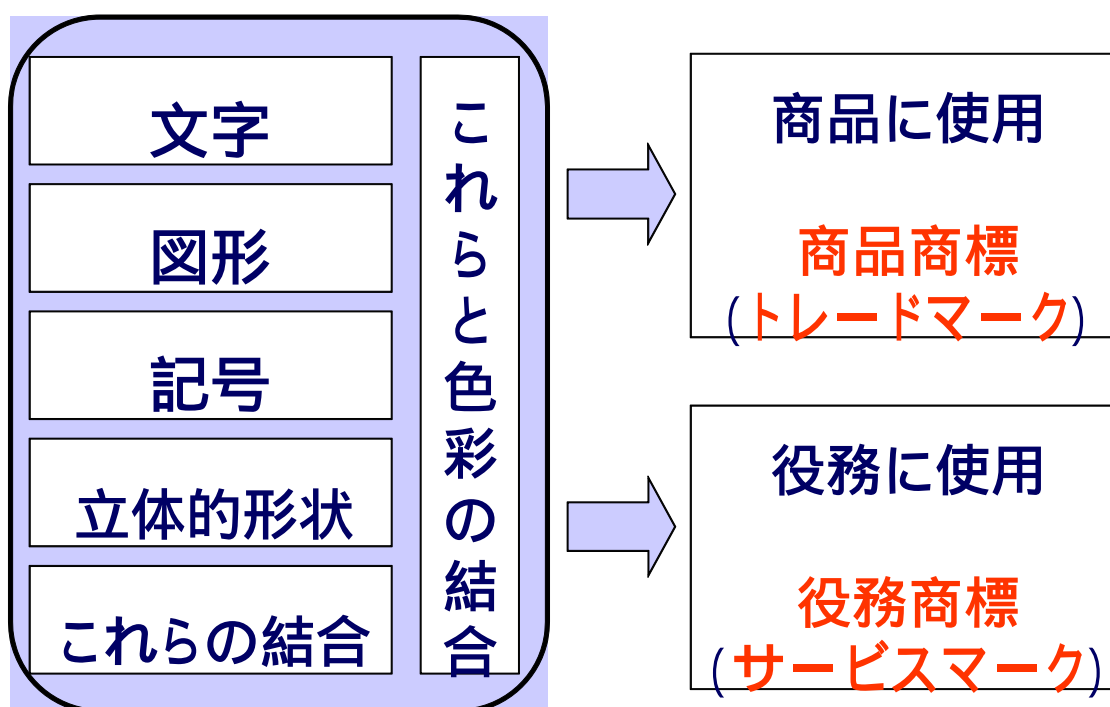 文字
図形
記号
立体的形状
これらの結合
これらと色彩の結合
商品に使用
商品商標
(トレードマーク)
役務に使用
役務商標
(サービスマーク)